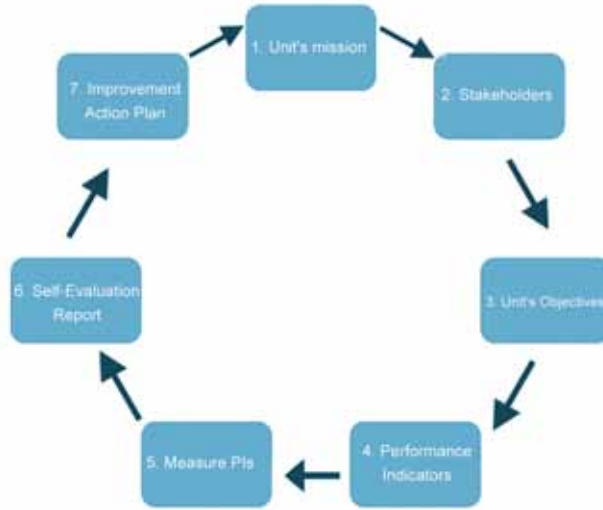 1. Unit's mission
2. Stakeholders
3. Unit's Objectives
4. Performance
Indicators
5. Measure PIs
6. Self-Evaluation
Report
7. Improvement
Action Plan